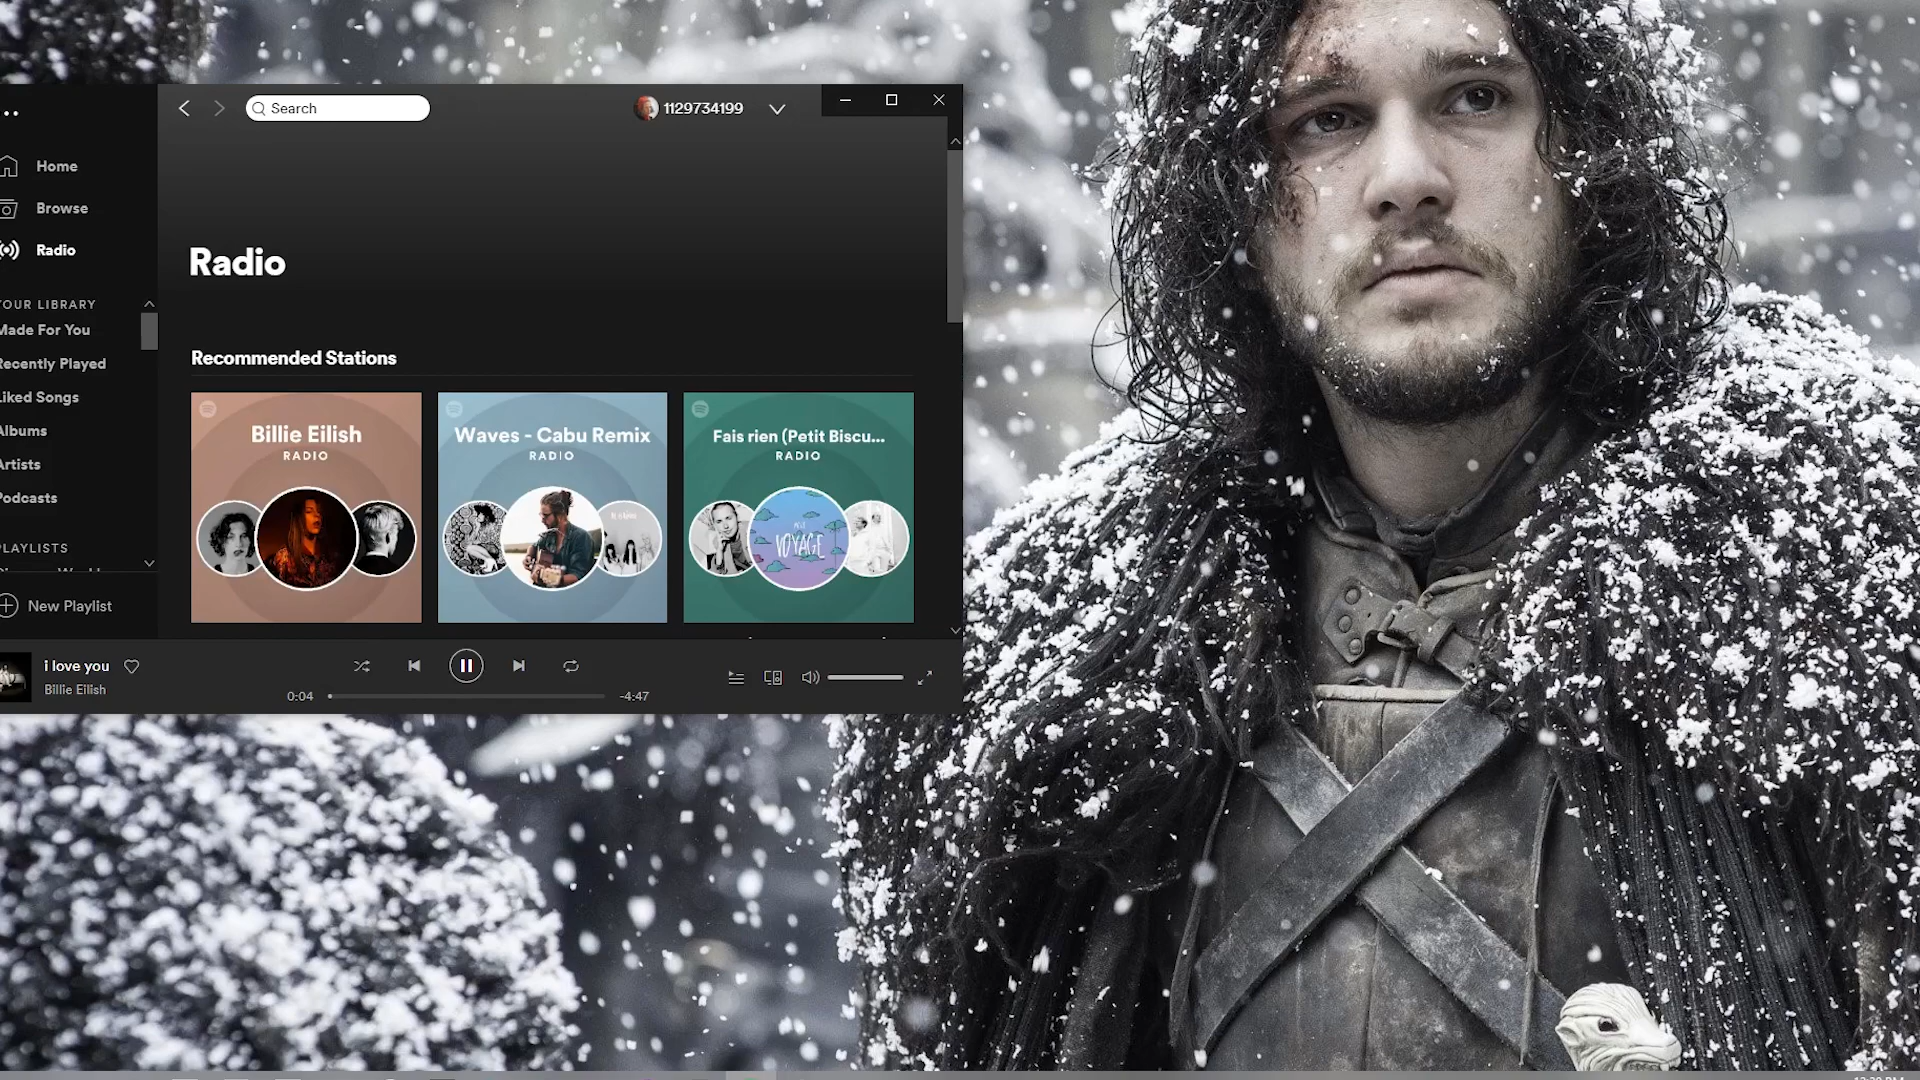 Search
1129734199
Home
Browse
Radio
YOUR LIBRARY
Made For You
Recently Played
Liked Songs
Albums
Artists
Podcasts
PLAYLISTS
New Playlist
Radio
Recommended Stations
Billie Eilish
RADIO
Waves - Cabu Remix
RADIO
Fais rien (Petit Biscu...
RADIO
VOYAGE
i love you
Billie Eilish
0:04
-4:47